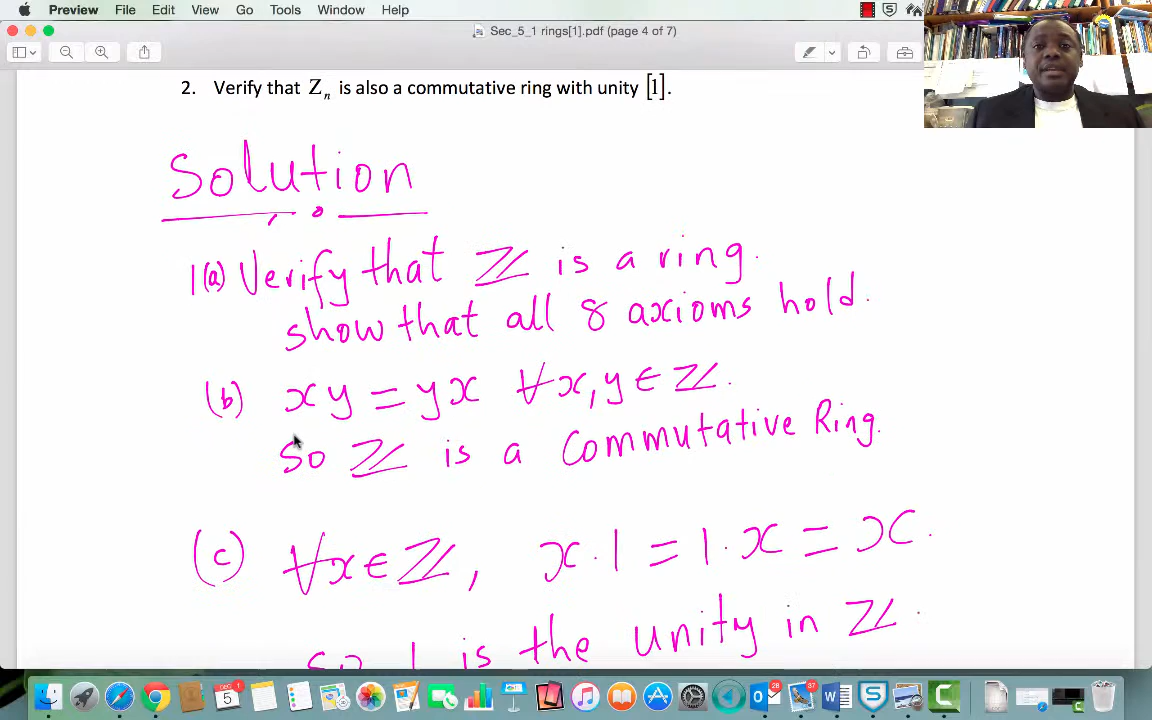 Preview File Edit View Go Tools Window Help
Sec_5_1 rings[1].pdf (page 4 of 7)
2. Verify that Zₙ is also a commutative ring with unity [1].
Solution
1(a) Verify that ℤ is a ring.
show that all 8 axioms hold.
(b) xy = yx ∀x,y ∈ ℤ.
So ℤ is a Commutative Ring.
(c) ∀x ∈ ℤ, x·1 = 1·x = x.
So 1 is the unity in ℤ.